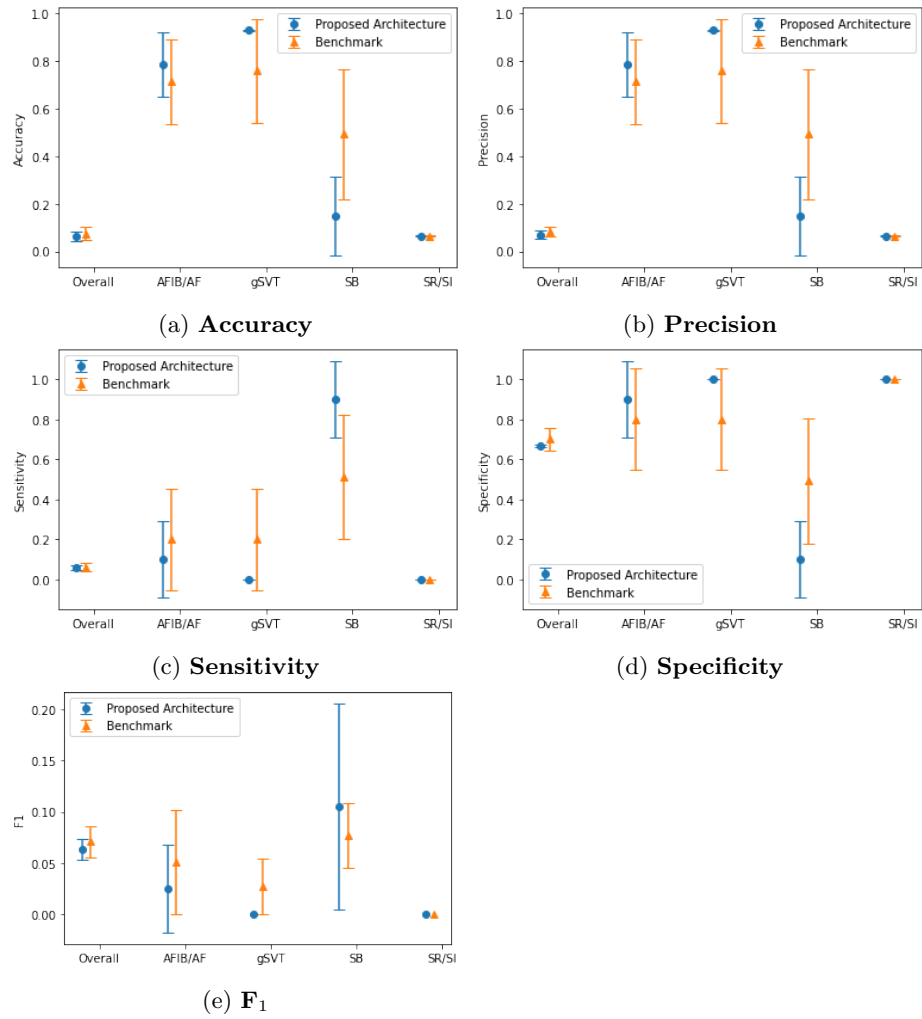 Proposed Architecture
Benchmark
Accuracy
1.0
0.8
0.6
0.4
0.2
0.0
Overall AFIB/AF gSVT SB SR/SI
(a) Accuracy
Proposed Architecture
Benchmark
Precision
1.0
0.8
0.6
0.4
0.2
0.0
Overall AFIB/AF gSVT SB SR/SI
(b) Precision
Proposed Architecture
Benchmark
Sensitivity
1.0
0.8
0.6
0.4
0.2
0.0
Overall AFIB/AF gSVT SB SR/SI
(c) Sensitivity
Specificity
1.0
0.8
0.6
0.4
0.2
0.0
Proposed Architecture
Benchmark
Overall AFIB/AF gSVT SB SR/SI
(d) Specificity
Proposed Architecture
Benchmark
F1
0.20
0.15
0.10
0.05
0.00
Overall AFIB/AF gSVT SB SR/SI
(e) F₁